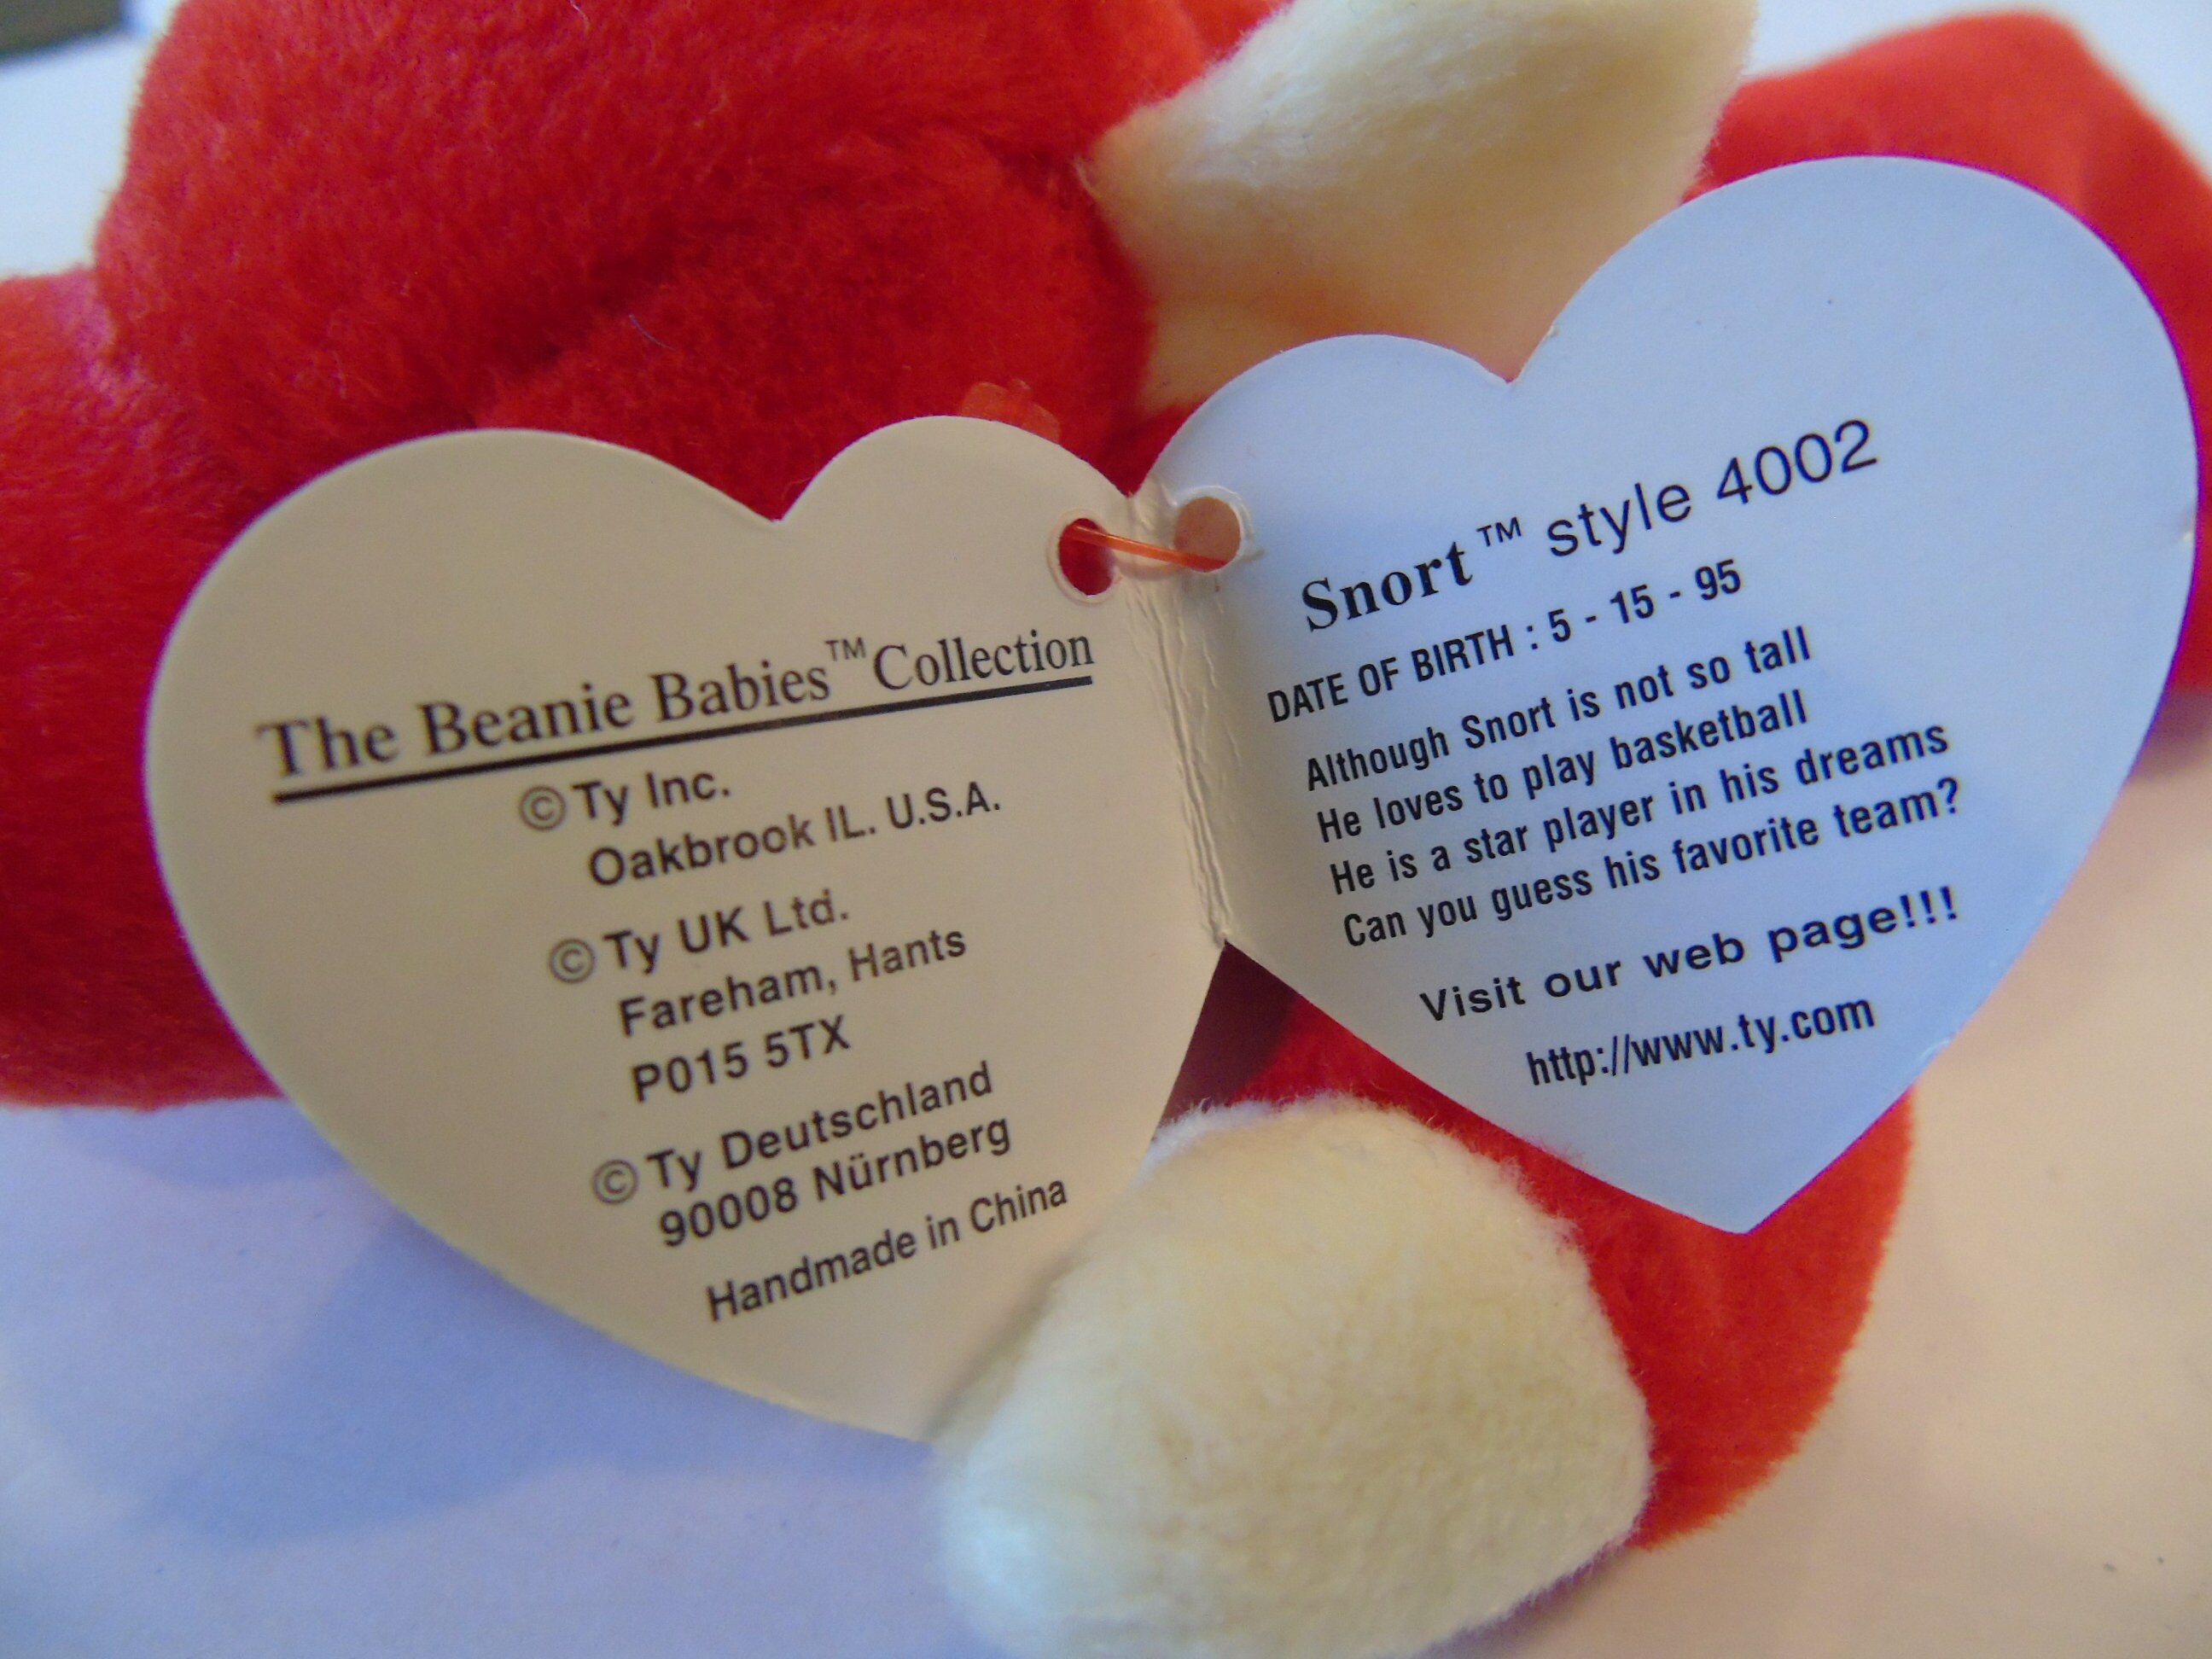 The Beanie Babies™ Collection
© Ty Inc.
Oakbrook IL. U.S.A.
© Ty UK Ltd.
Fareham, Hants
P015 5TX
© Ty Deutschland
90008 Nürnberg
Handmade in China
Snort™ style 4002
DATE OF BIRTH : 5 - 15 - 95
Although Snort is not so tall
He loves to play basketball
He is a star player in his dreams
Can you guess his favorite team?
Visit our web page!!!
http://www.ty.com